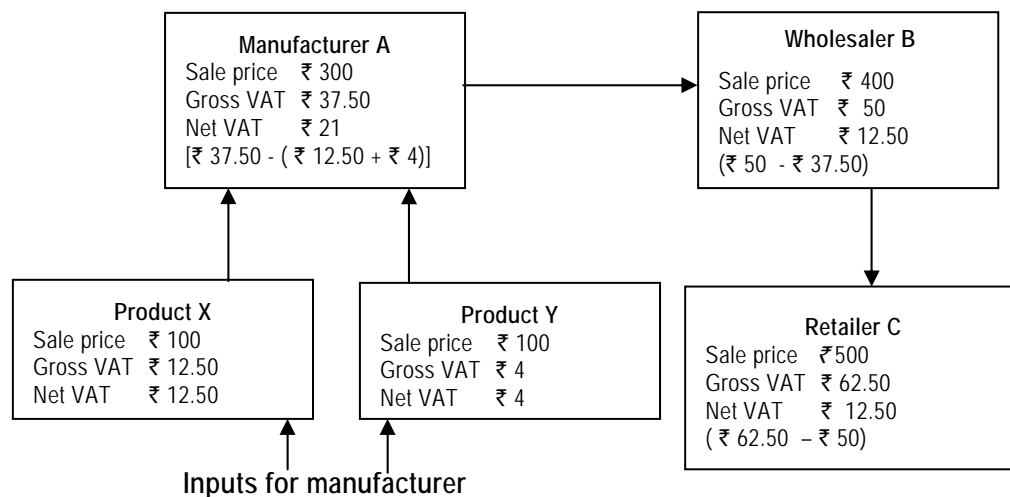 Manufacturer A
Sale price ₹ 300
Gross VAT ₹ 37.50
Net VAT ₹ 21
[₹ 37.50 - ( ₹ 12.50 + ₹ 4)]
Wholesaler B
Sale price ₹ 400
Gross VAT ₹ 50
Net VAT ₹ 12.50
(₹ 50 - ₹ 37.50)
Product X
Sale price ₹ 100
Gross VAT ₹ 12.50
Net VAT ₹ 12.50
Product Y
Sale price ₹ 100
Gross VAT ₹ 4
Net VAT ₹ 4
Retailer C
Sale price ₹500
Gross VAT ₹ 62.50
Net VAT ₹ 12.50
( ₹ 62.50 – ₹ 50)
Inputs for manufacturer